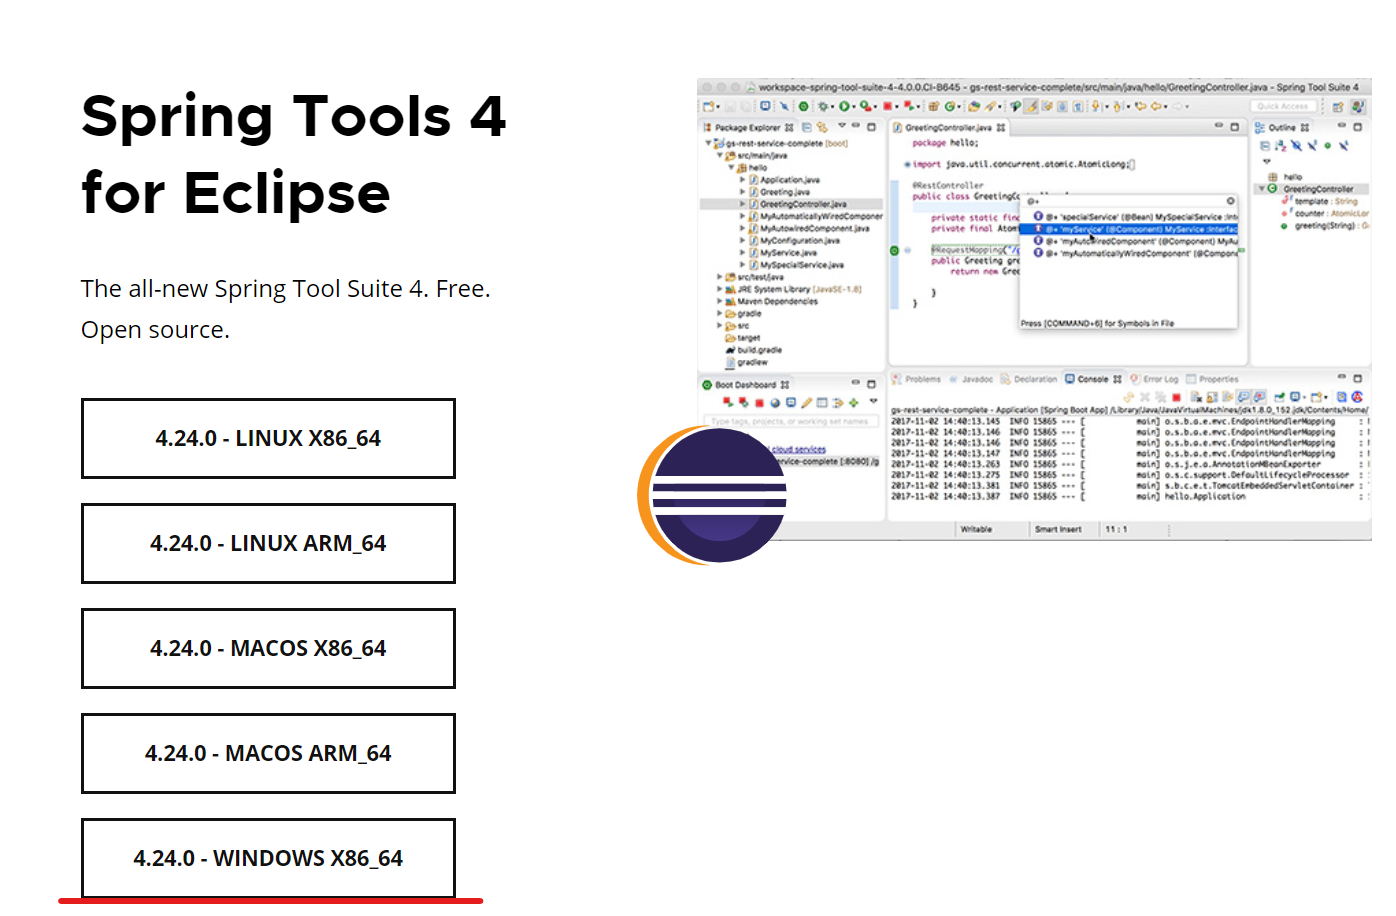 Spring Tools 4
for Eclipse
The all-new Spring Tool Suite 4. Free.
Open source.
4.24.0 - LINUX X86_64
4.24.0 - LINUX ARM_64
4.24.0 - MACOS X86_64
4.24.0 - MACOS ARM_64
4.24.0 - WINDOWS X86_64
workspace-spring-tool-suite-4-4.0.0.CI-B645 - gs-rest-service-complete/src/main/java/hello/GreetingController.java - Spring Tool Suite 4
Quick Access
Package Explorer
gs-rest-service-complete [boot]
src/main/java
hello
Application.java
Greeting.java
GreetingController.java
MyAutomaticallyWiredComponer
MyAutowiredComponent.java
MyConfiguration.java
MyService.java
MySpecialService.java
src/test/java
JRE System Library [JavaSE-1.8]
Maven Dependencies
gradle
src
target
build.gradle
gradlew
GreetingController.java
package hello;
import java.util.concurrent.atomic.AtomicLong;
@RestController
public class GreetingController {
private static fin
private final Atom
@RequestMapping("/g
public Greeting gre
return new Gree
}
}
@+
@+ 'specialService' (@Bean) MySpecialService :Int
@+ 'myService' (@Component) MyService :Interfac
@+ 'myAutowiredComponent' (@Component) MyAu
@+ 'myAutomaticallyWiredComponent' (@Compone
Press [COMMAND+6] for Symbols in File
Outline
hello
GreetingController
template : String
counter : AtomicLor
greeting(String) : G
Boot Dashboard
Type tags, projects, or working set names
cloud services
ervice-complete [:8080] /g
Problems
Javadoc
Declaration
Console
Error Log
Properties
gs-rest-service-complete - Application [Spring Boot App] /Library/Java/JavaVirtualMachines/jdk1.8.0_152.jdk/Contents/Home/
2017-11-02 14:40:13.145 INFO 15865 --- [ main] o.s.b.a.e.mvc.EndpointHandlerMapping :
2017-11-02 14:40:13.146 INFO 15865 --- [ main] o.s.b.a.e.mvc.EndpointHandlerMapping :
2017-11-02 14:40:13.146 INFO 15865 --- [ main] o.s.b.a.e.mvc.EndpointHandlerMapping :
2017-11-02 14:40:13.147 INFO 15865 --- [ main] o.s.b.a.e.mvc.EndpointHandlerMapping :
2017-11-02 14:40:13.263 INFO 15865 --- [ main] o.s.j.e.a.AnnotationMBeanExporter :
2017-11-02 14:40:13.275 INFO 15865 --- [ main] o.s.c.support.DefaultLifecycleProcessor :
2017-11-02 14:40:13.381 INFO 15865 --- [ main] s.b.c.e.t.TomcatEmbeddedServletContainer :
2017-11-02 14:40:13.387 INFO 15865 --- [ main] hello.Application :
Writable
Smart Insert
11 : 1